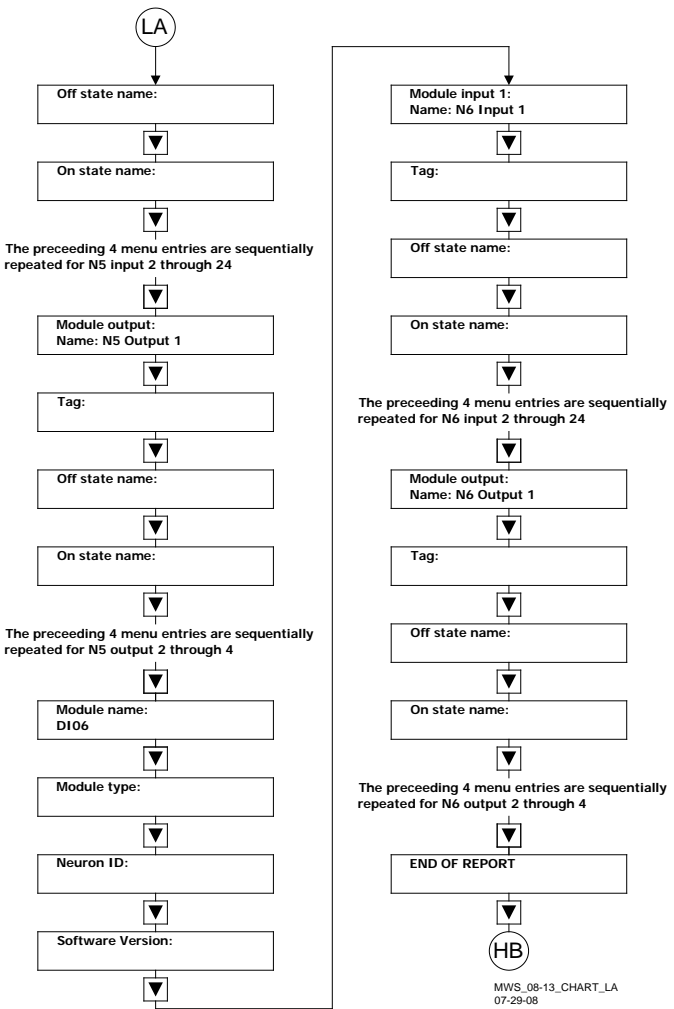 LA
Off state name:
On state name:
The preceeding 4 menu entries are sequentially
repeated for N5 input 2 through 24
Module output:
Name: N5 Output 1
Tag:
Off state name:
On state name:
The preceeding 4 menu entries are sequentially
repeated for N5 output 2 through 4
Module name:
DI06
Module type:
Neuron ID:
Software Version:
Module input 1:
Name: N6 Input 1
Tag:
Off state name:
On state name:
The preceeding 4 menu entries are sequentially
repeated for N6 input 2 through 24
Module output:
Name: N6 Output 1
Tag:
Off state name:
On state name:
The preceeding 4 menu entries are sequentially
repeated for N6 output 2 through 4
END OF REPORT
HB
MWS_08-13_CHART_LA
07-29-08